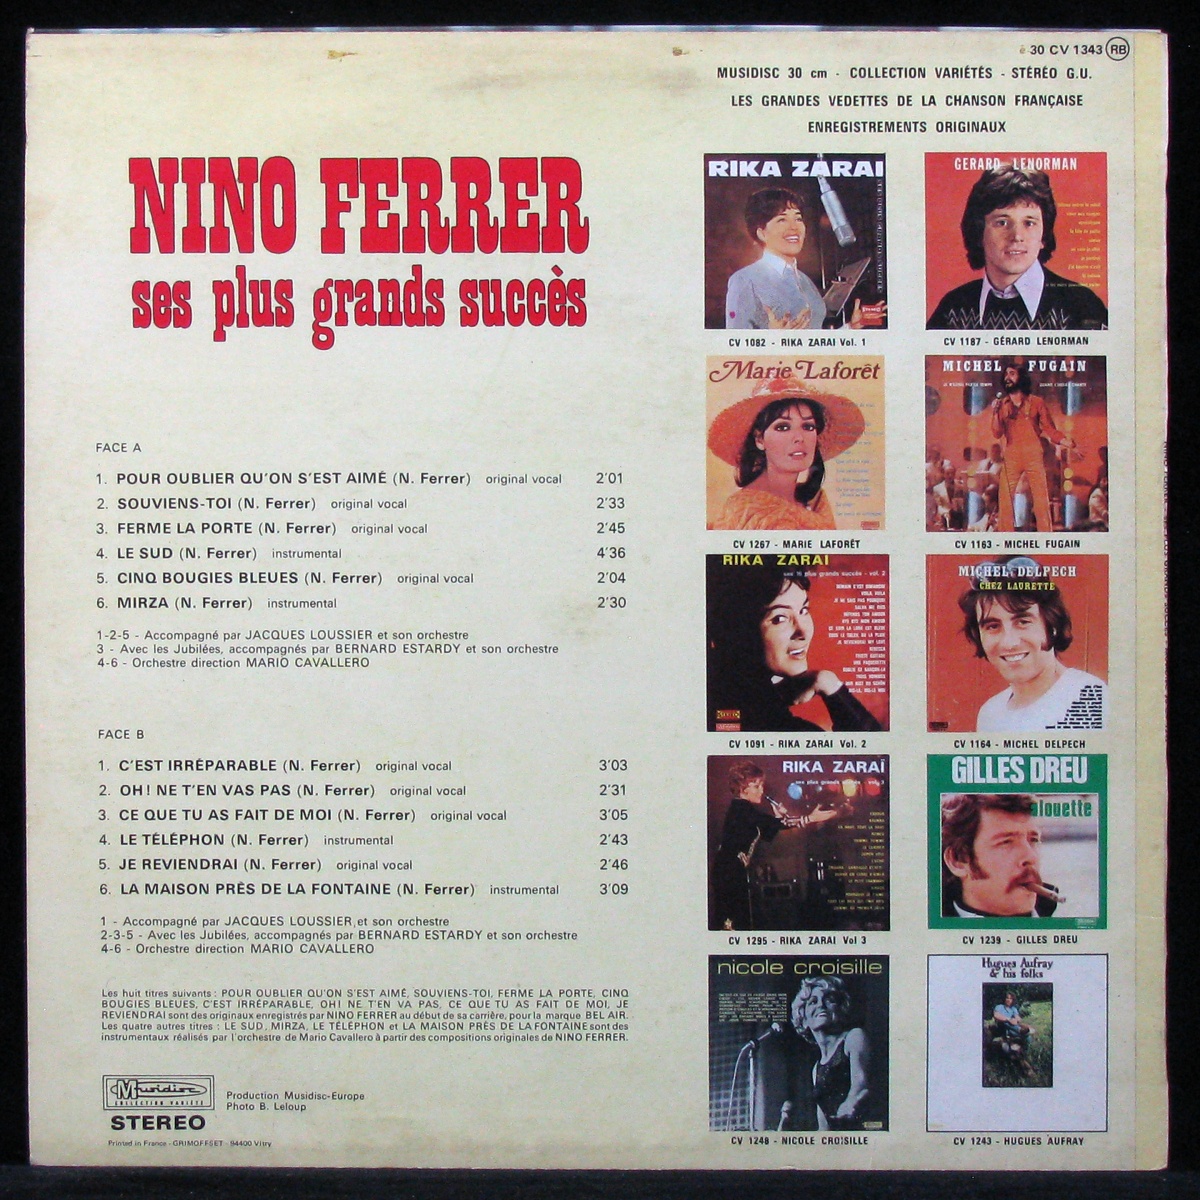 e 30 CV 1343 RB
MUSIDISC 30 cm - COLLECTION VARIÉTÉS - STÉRÉO G.U.
LES GRANDES VEDETTES DE LA CHANSON FRANÇAISE
ENREGISTREMENTS ORIGINAUX
NINO FERRER
ses plus grands succès
FACE A
1. POUR OUBLIER QU'ON S'EST AIMÉ (N. Ferrer) original vocal 2'01
2. SOUVIENS-TOI (N. Ferrer) original vocal 2'33
3. FERME LA PORTE (N. Ferrer) original vocal 2'45
4. LE SUD (N. Ferrer) instrumental 4'36
5. CINQ BOUGIES BLEUES (N. Ferrer) original vocal 2'04
6. MIRZA (N. Ferrer) instrumental 2'30
1-2-5 - Accompagné par JACQUES LOUSSIER et son orchestre
3 - Avec les Jubilées, accompagnés par BERNARD ESTARDY et son orchestre
4-6 - Orchestre direction MARIO CAVALLERO
FACE B
1. C'EST IRRÉPARABLE (N. Ferrer) original vocal 3'03
2. OH! NE T'EN VAS PAS (N. Ferrer) original vocal 2'31
3. CE QUE TU AS FAIT DE MOI (N. Ferrer) original vocal 3'05
4. LE TÉLÉPHON (N. Ferrer) instrumental 2'43
5. JE REVIENDRAI (N. Ferrer) original vocal 2'46
6. LA MAISON PRÈS DE LA FONTAINE (N. Ferrer) instrumental 3'09
1 - Accompagné par JACQUES LOUSSIER et son orchestre
2-3-5 - Avec les Jubilées, accompagnés par BERNARD ESTARDY et son orchestre
4-6 - Orchestre direction MARIO CAVALLERO
Les huit titres suivants : POUR OUBLIER QU'ON S'EST AIMÉ, SOUVIENS-TOI, FERME LA PORTE, CINQ
BOUGIES BLEUES, C'EST IRRÉPARABLE, OH! NE T'EN VA PAS, CE QUE TU AS FAIT DE MOI, JE
REVIENDRAI sont des originaux enregistrés par NINO FERRER au début de sa carrière, pour la marque BEL AIR.
Les quatre autres titres : LE SUD, MIRZA, LE TÉLÉPHON et LA MAISON PRÈS DE LA FONTAINE sont des
instrumentaux réalisés par l'orchestre de Mario Cavallero à partir des compositions originales de NINO FERRER.
Musidisc
COLLECTION VARIÉTÉ
STEREO
Production Musidisc-Europe
Photo B. Leloup
Printed in France - GRIMOFFSET - 94400 Vitry
RIKA ZARAI
CV 1082 - RIKA ZARAI Vol. 1
GERARD LENORMAN
CV 1187 - GÉRARD LENORMAN
Marie Laforêt
CV 1267 - MARIE LAFORÊT
MICHEL FUGAIN
CV 1163 - MICHEL FUGAIN
RIKA ZARAI
ses 16 plus grands succès - vol. 2
CV 1091 - RIKA ZARAI Vol. 2
MICHEL DELPECH
CHEZ LAURETTE
CV 1164 - MICHEL DELPECH
RIKA ZARAI
ses plus grands succès vol. 3
CV 1295 - RIKA ZARAI Vol 3
GILLES DREU
alouette
CV 1239 - GILLES DREU
nicole croisille
CV 1248 - NICOLE CROISILLE
Hugues Aufray
& his folks
CV 1243 - HUGUES AUFRAY